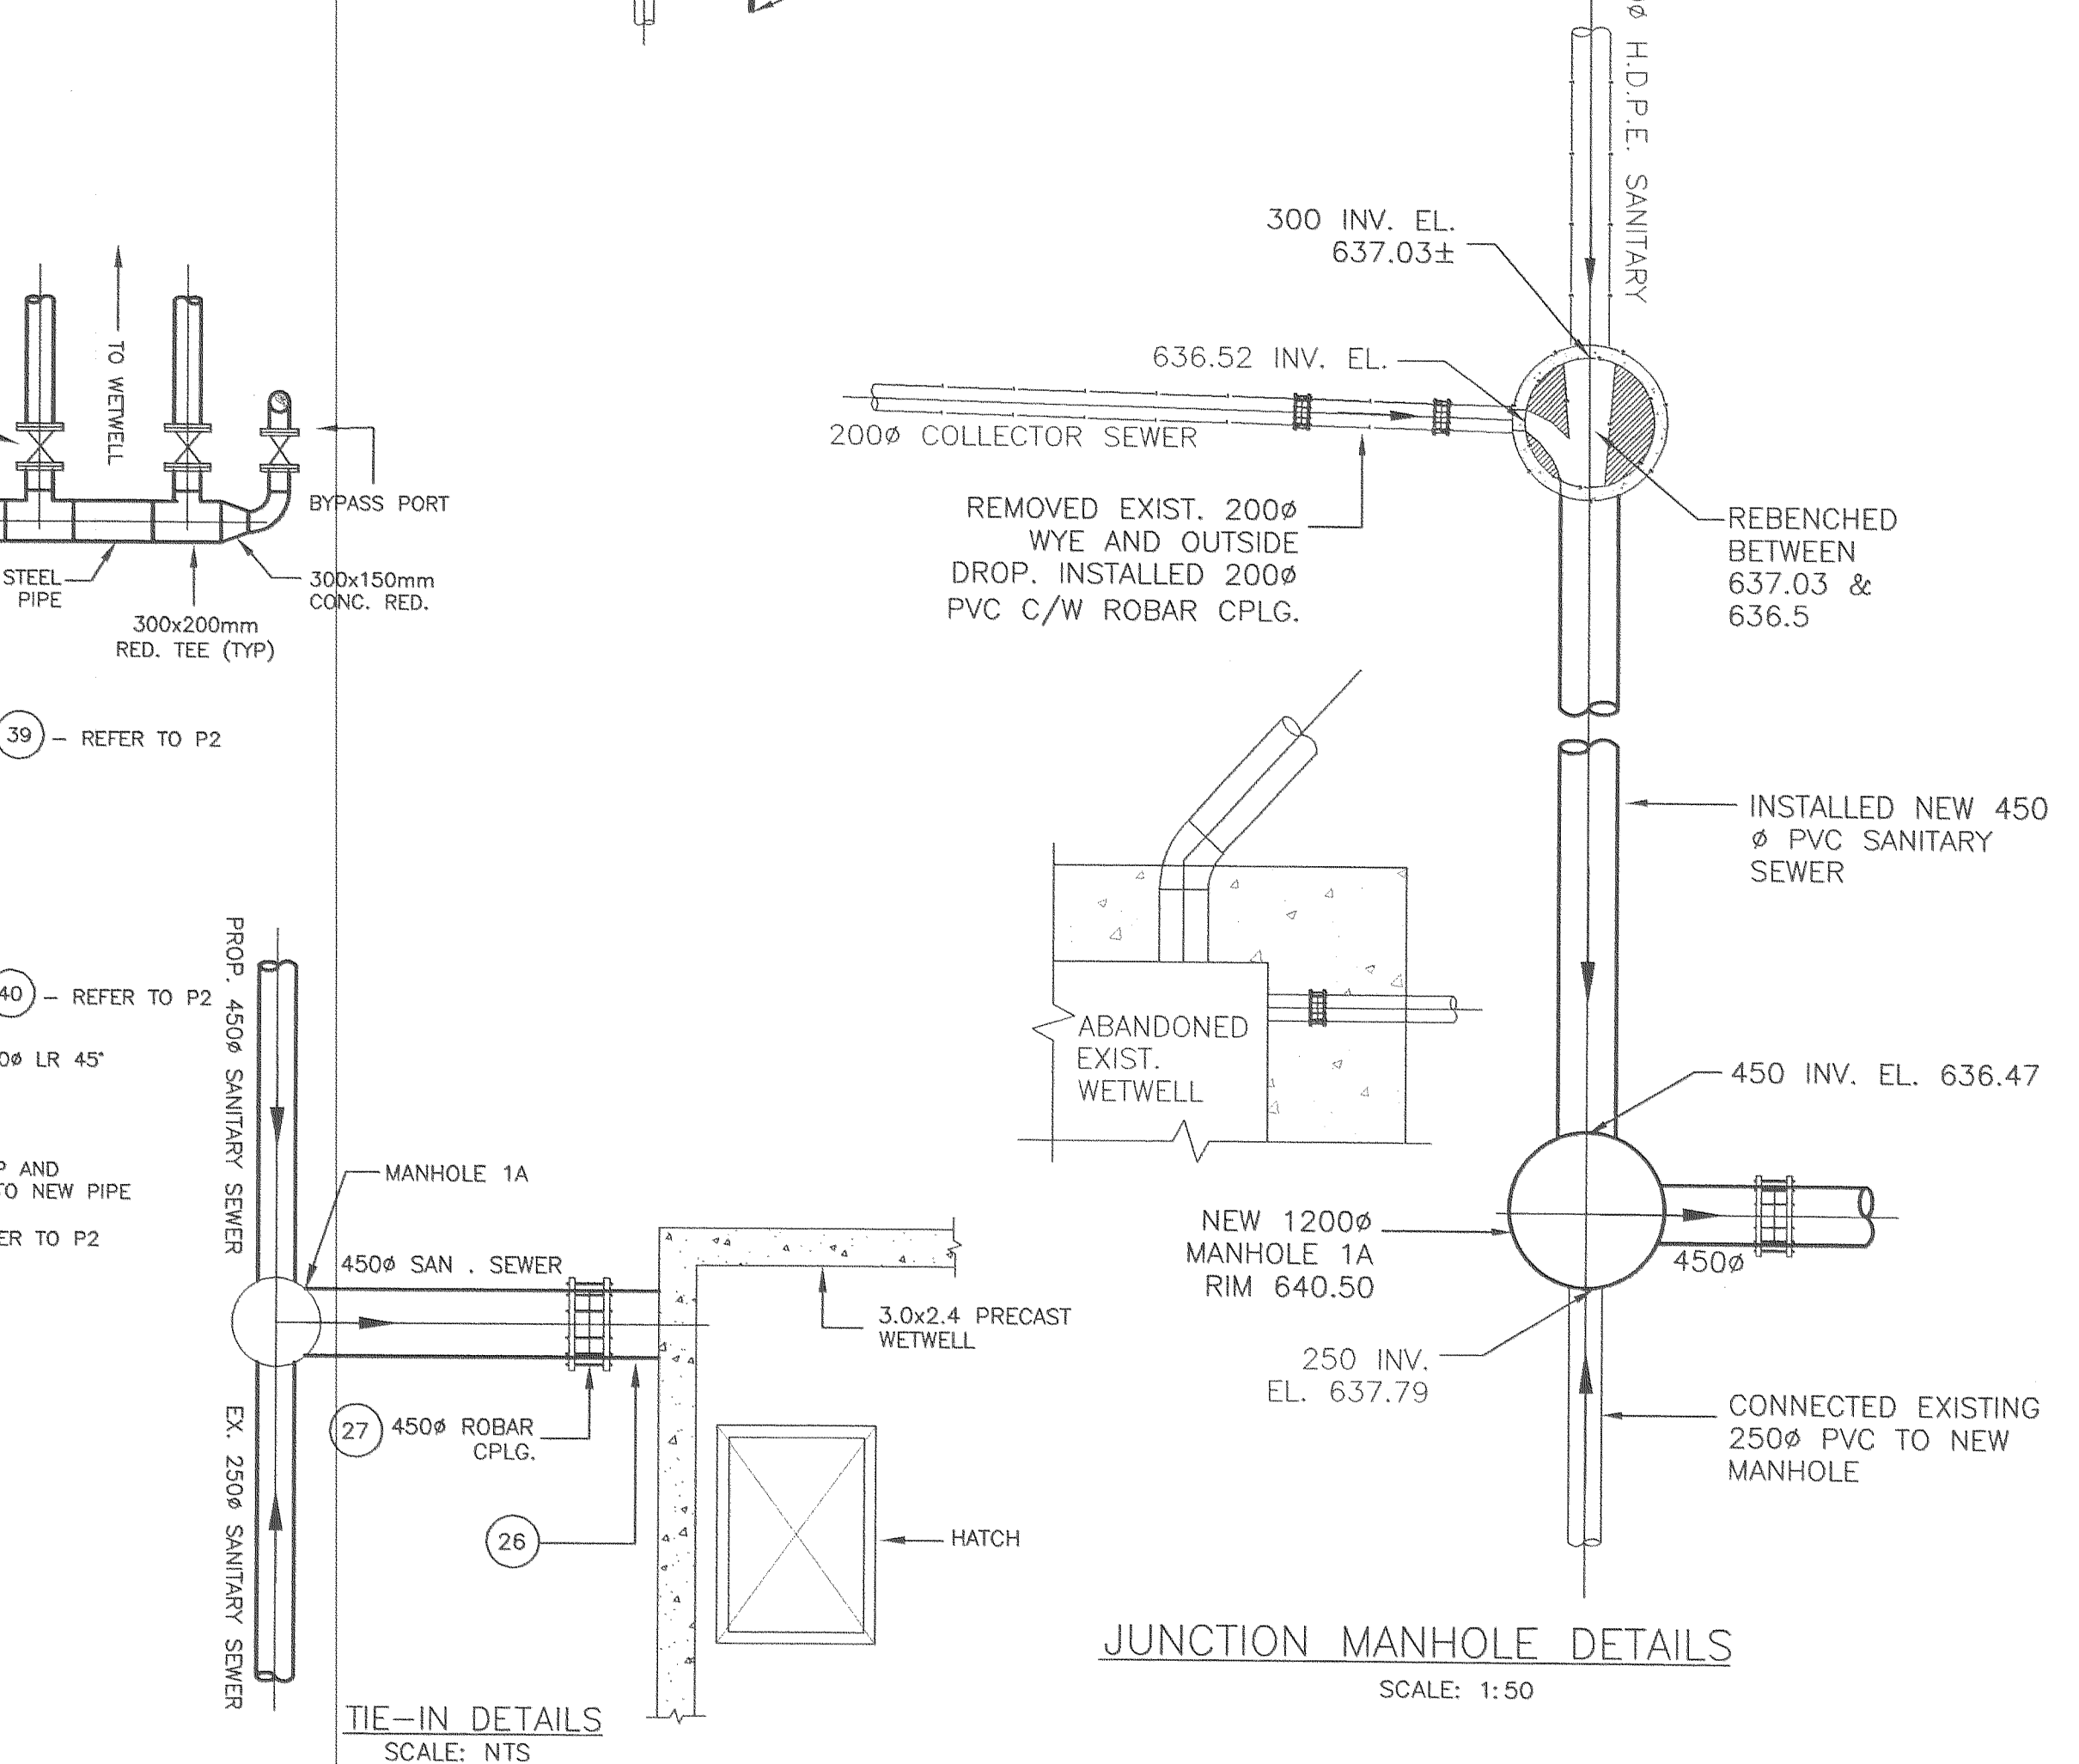 TO WETWELL
BYPASS PORT
STEEL
PIPE
300x150mm
CONC. RED.
300x200mm
RED. TEE (TYP)
39 – REFER TO P2
40 – REFER TO P2
0ø LR 45°
AND
TO NEW PIPE
TO P2
PROP. 450ø SANITARY SEWER
MANHOLE 1A
450ø SAN . SEWER
3.0x2.4 PRECAST
WETWELL
27 450ø ROBAR
CPLG.
EX. 250ø SANITARY SEWER
26
HATCH
TIE–IN DETAILS
SCALE: NTS
ø H.D.P.E. SANITARY
300 INV. EL.
637.03±
636.52 INV. EL.
200ø COLLECTOR SEWER
REMOVED EXIST. 200ø
WYE AND OUTSIDE
DROP. INSTALLED 200ø
PVC C/W ROBAR CPLG.
REBENCHED
BETWEEN
637.03 &
636.5
INSTALLED NEW 450
ø PVC SANITARY
SEWER
ABANDONED
EXIST.
WETWELL
450 INV. EL. 636.47
NEW 1200ø
MANHOLE 1A
RIM 640.50
450ø
250 INV.
EL. 637.79
CONNECTED EXISTING
250ø PVC TO NEW
MANHOLE
JUNCTION MANHOLE DETAILS
SCALE: 1:50